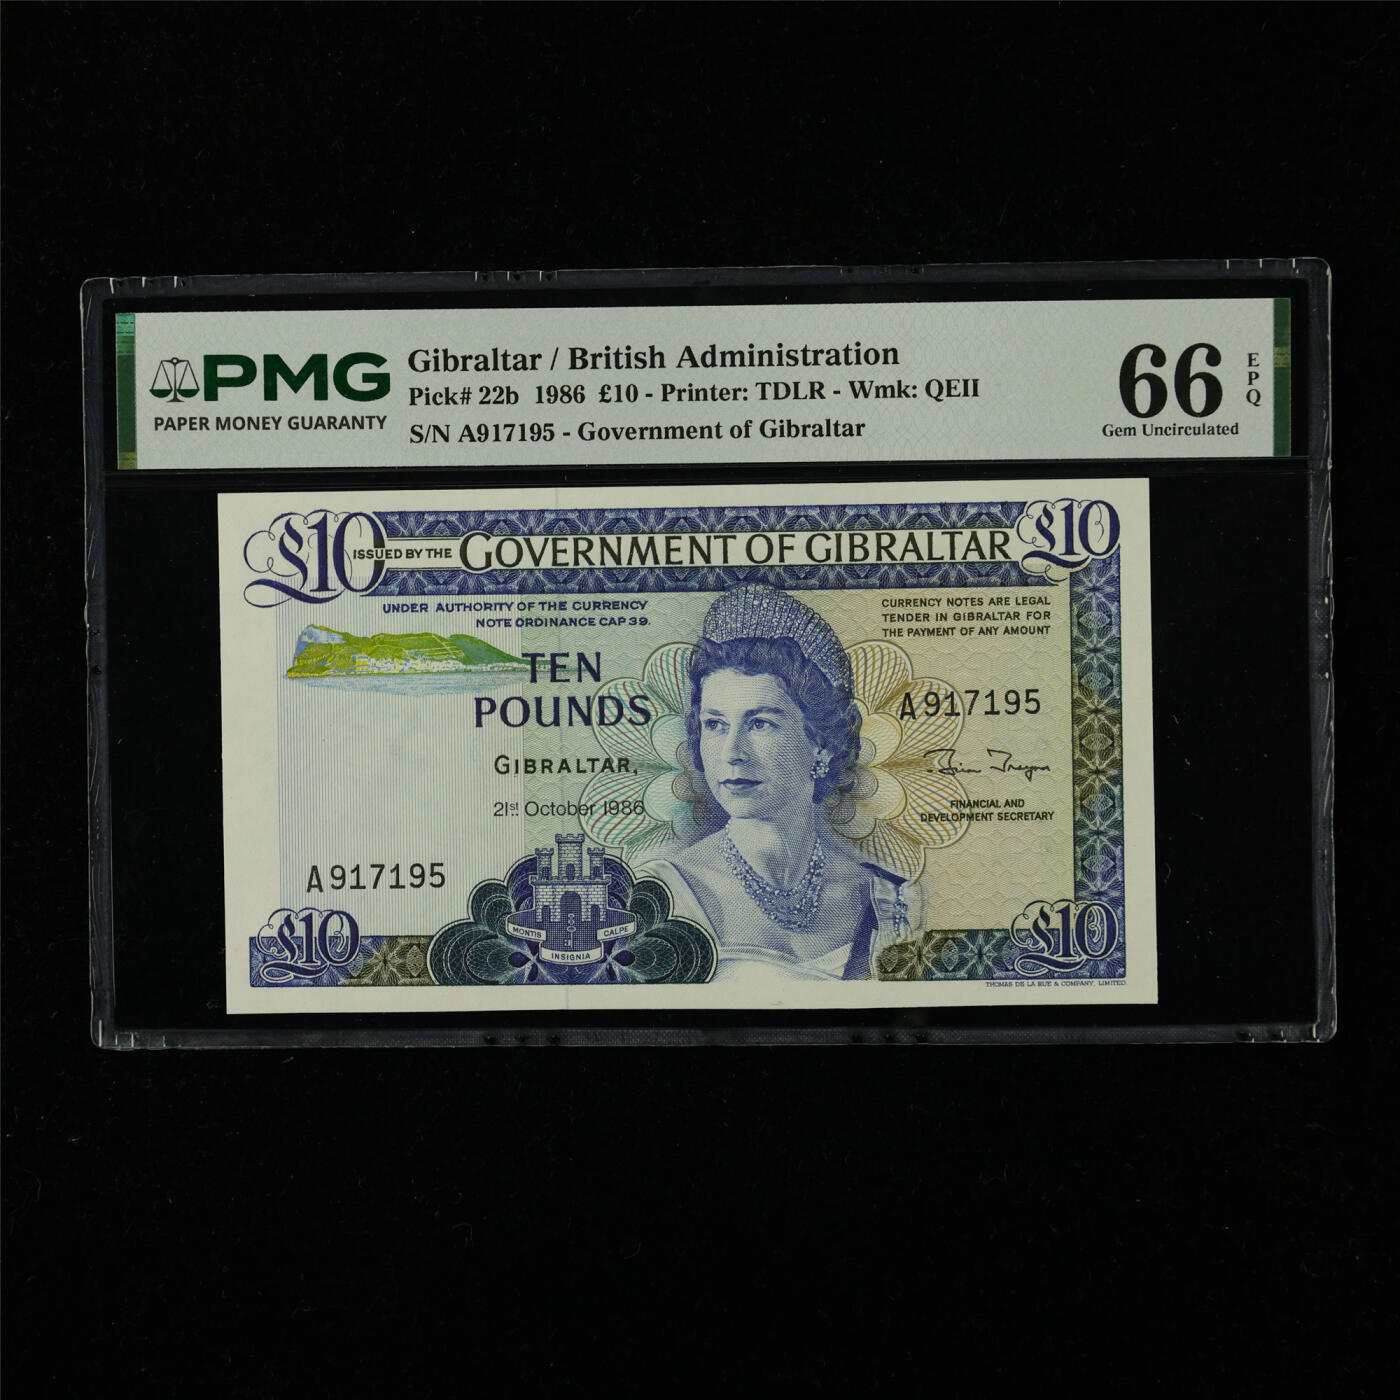 PMG
PAPER MONEY GUARANTY
Gibraltar / British Administration
Pick# 22b 1986 £10 - Printer: TDLR - Wmk: QEII
S/N A917195 - Government of Gibraltar
66
EPQ
Gem Uncirculated
£10
ISSUED BY THE GOVERNMENT OF GIBRALTAR
£10
UNDER AUTHORITY OF THE CURRENCY
NOTE ORDINANCE CAP 39.
CURRENCY NOTES ARE LEGAL
TENDER IN GIBRALTAR FOR
THE PAYMENT OF ANY AMOUNT
TEN
POUNDS
A917195
GIBRALTAR,
21st October 1986
Brian Traynor
FINANCIAL AND
DEVELOPMENT SECRETARY
A917195
MONTIS
CALPE
INSIGNIA
£10
£10
THOMAS DE LA RUE & COMPANY, LIMITED.